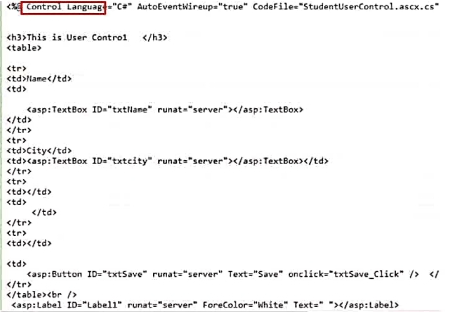 <%@ Control Language="C#" AutoEventWireup="true" CodeFile="StudentUserControl.ascx.cs"
<h3>This is User Contro1   </h3>
<table>
<tr>
<td>Name</td>
<td>
<asp:TextBox ID="txtName" runat="server"></asp:TextBox>
</td>
</tr>
<tr>
<td>City</td>
<td><asp:TextBox ID="txtcity" runat="server"></asp:TextBox></td>
</tr>
<tr>
<td></td>
<td>
</td>
</tr>
<tr>
<td></td>
<td>
<asp:Button ID="txtSave" runat="server" Text="Save" onclick="txtSave_Click" />  </
</tr>
</table><br />
<asp:Label ID="Label1" runat="server" ForeColor="White" Text=" "></asp:Label>